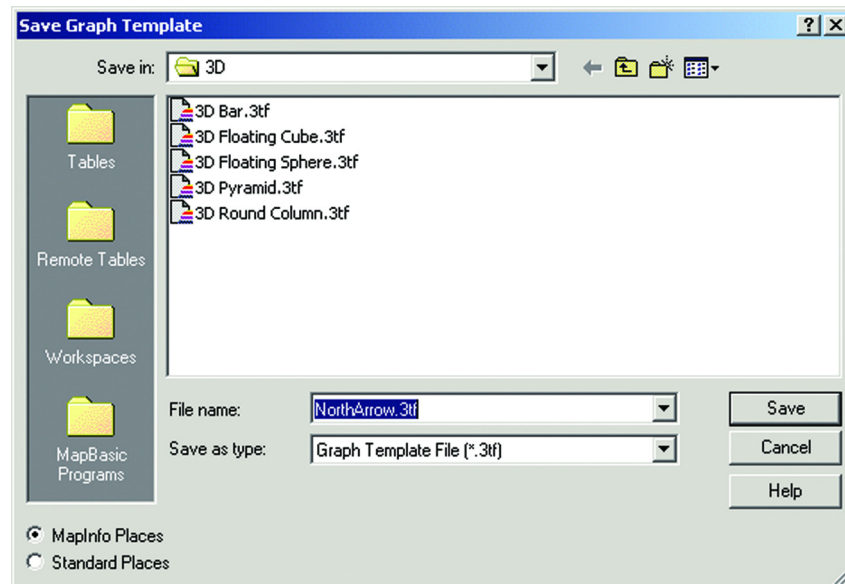 Save Graph Template
Save in:
3D
Tables
Remote Tables
Workspaces
MapBasic
Programs
3D Bar.3tf
3D Floating Cube.3tf
3D Floating Sphere.3tf
3D Pyramid.3tf
3D Round Column.3tf
File name:
NorthArrow.3tf
Save
Save as type:
Graph Template File (*.3tf)
Cancel
Help
MapInfo Places
Standard Places